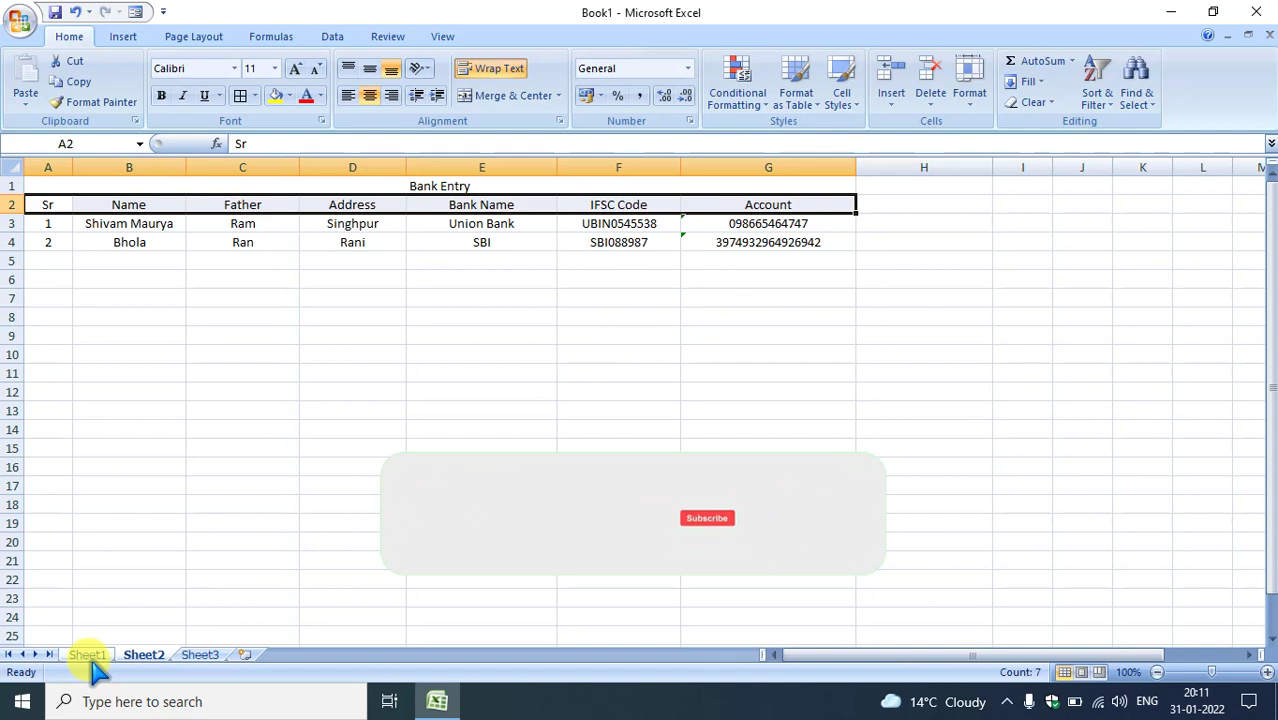 Book1 - Microsoft Excel
Home Insert Page Layout Formulas Data Review View
Cut
Copy
Format Painter
Paste
Clipboard
Calibri 11
B I U
Font
Wrap Text
Merge & Center
Alignment
General
% ,
Number
Conditional Formatting
Format as Table
Cell Styles
Styles
Insert Delete Format
Cells
AutoSum
Fill
Clear
Sort & Filter
Find & Select
Editing
A2 fx Sr
A B C D E F G H I J K L M
1 Bank Entry
2 Sr Name Father Address Bank Name IFSC Code Account
3 1 Shivam Maurya Ram Singhpur Union Bank UBIN0545538 098665464747
4 2 Bhola Ran Rani SBI SBI088987 3974932964926942
5
6
7
8
9
10
11
12
13
14
15
16
17
18
Subscribe
19
20
21
22
23
24
25
Sheet1 Sheet2 Sheet3
Ready Count: 7 100%
Type here to search 14°C Cloudy ENG 20:11
31-01-2022